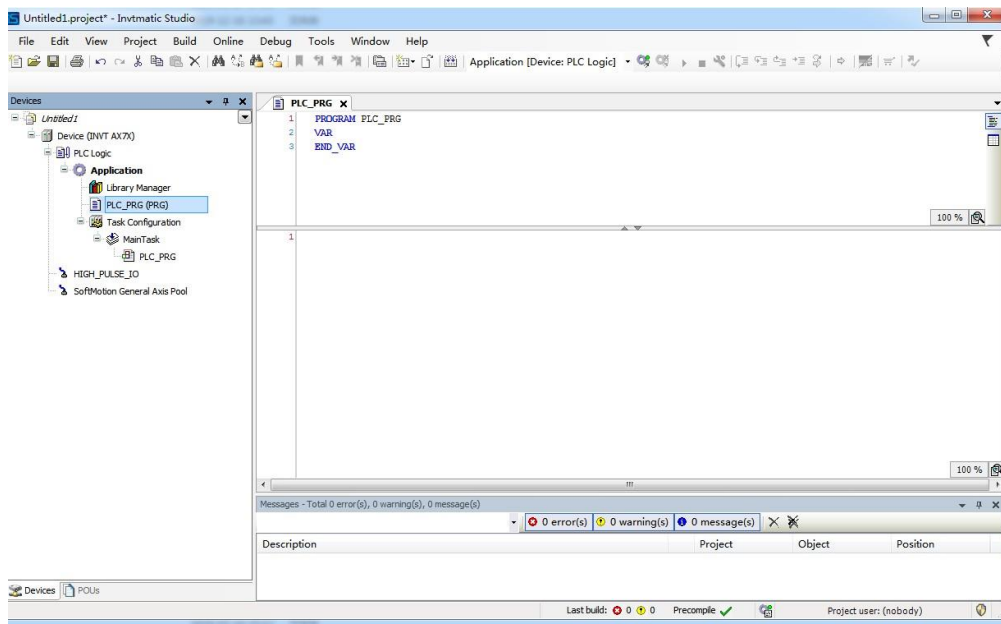 Untitled1.project* - Invtmatic Studio
File Edit View Project Build Online Debug Tools Window Help
Application [Device: PLC Logic]
Devices
Untitled1
Device (INVT AX7X)
PLC Logic
Application
Library Manager
PLC_PRG (PRG)
Task Configuration
MainTask
PLC_PRG
HIGH_PULSE_IO
SoftMotion General Axis Pool
Devices POUs
PLC_PRG X
1 PROGRAM PLC_PRG
2 VAR
3 END_VAR
100 %
1
100 %
Messages - Total 0 error(s), 0 warning(s), 0 message(s)
0 error(s) 0 warning(s) 0 message(s)
Description Project Object Position
Last build: 0 0 Precompile Project user: (nobody)